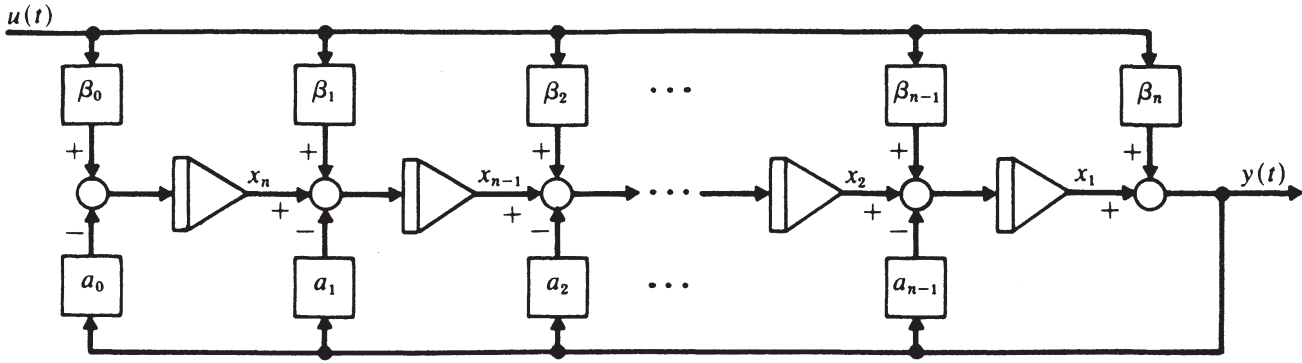 u(t)
β₀ β₁ β₂ ··· βₙ₋₁ βₙ
+ + + + +
xₙ xₙ₋₁ ··· x₂ x₁ y(t)
+ + + +
− − − −
a₀ a₁ a₂ ··· aₙ₋₁